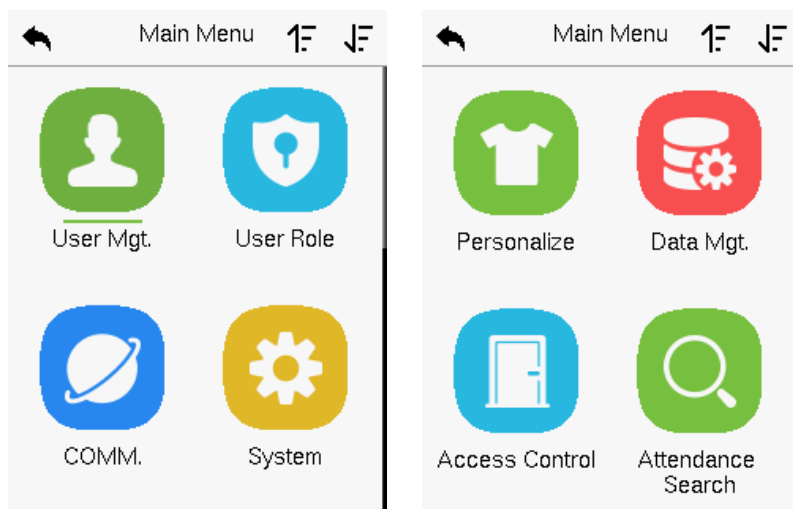 Main Menu
User Mgt.
User Role
COMM.
System
Main Menu
Personalize
Data Mgt.
Access Control
Attendance
Search